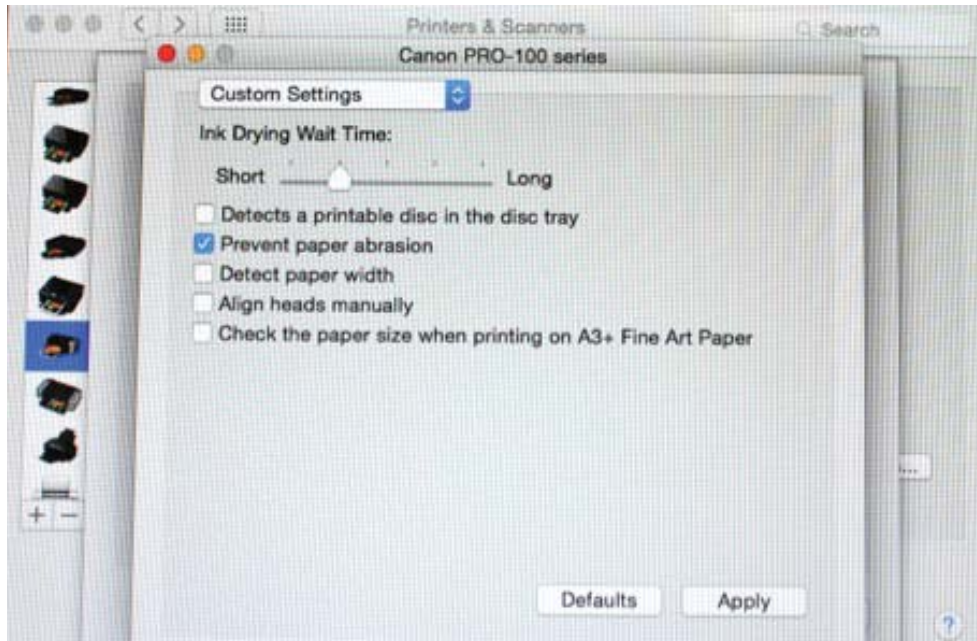 Printers & Scanners
Search
Canon PRO-100 series
Custom Settings
Ink Drying Wait Time:
Short
Long
Detects a printable disc in the disc tray
Prevent paper abrasion
Detect paper width
Align heads manually
Check the paper size when printing on A3+ Fine Art Paper
...
Defaults
Apply
?